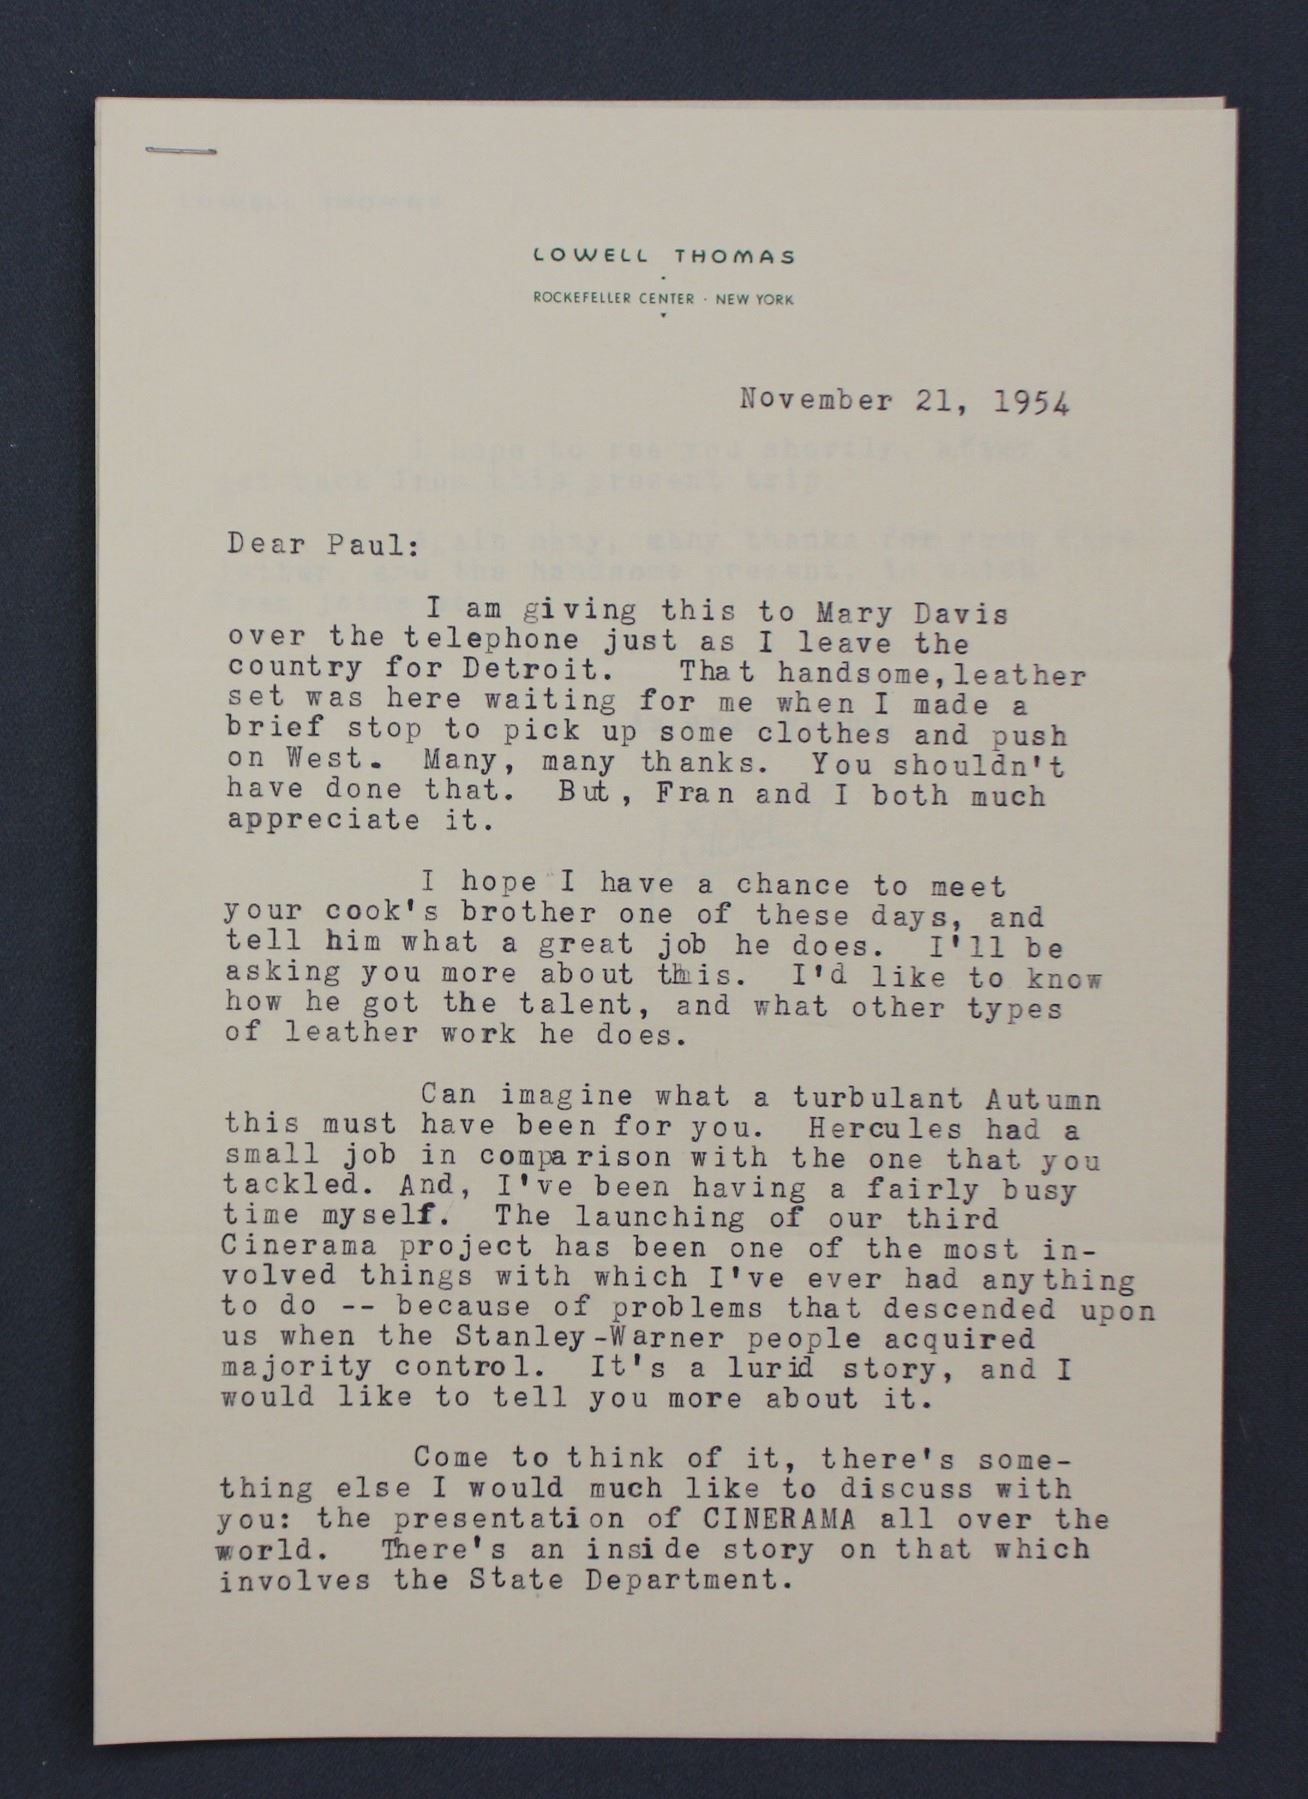 LOWELL THOMAS
ROCKEFELLER CENTER · NEW YORK
November 21, 1954
Dear Paul:
I am giving this to Mary Davis
over the telephone just as I leave the
country for Detroit. That handsome, leather
set was here waiting for me when I made a
brief stop to pick up some clothes and push
on West. Many, many thanks. You shouldn't
have done that. But, Fran and I both much
appreciate it.
I hope I have a chance to meet
your cook's brother one of these days, and
tell him what a great job he does. I'll be
asking you more about this. I'd like to know
how he got the talent, and what other types
of leather work he does.
Can imagine what a turbulant Autumn
this must have been for you. Hercules had a
small job in comparison with the one that you
tackled. And, I've been having a fairly busy
time myself. The launching of our third
Cinerama project has been one of the most in-
volved things with which I've ever had anything
to do -- because of problems that descended upon
us when the Stanley-Warner people acquired
majority control. It's a lurid story, and I
would like to tell you more about it.
Come to think of it, there's some-
thing else I would much like to discuss with
you: the presentation of CINERAMA all over the
world. There's an inside story on that which
involves the State Department.